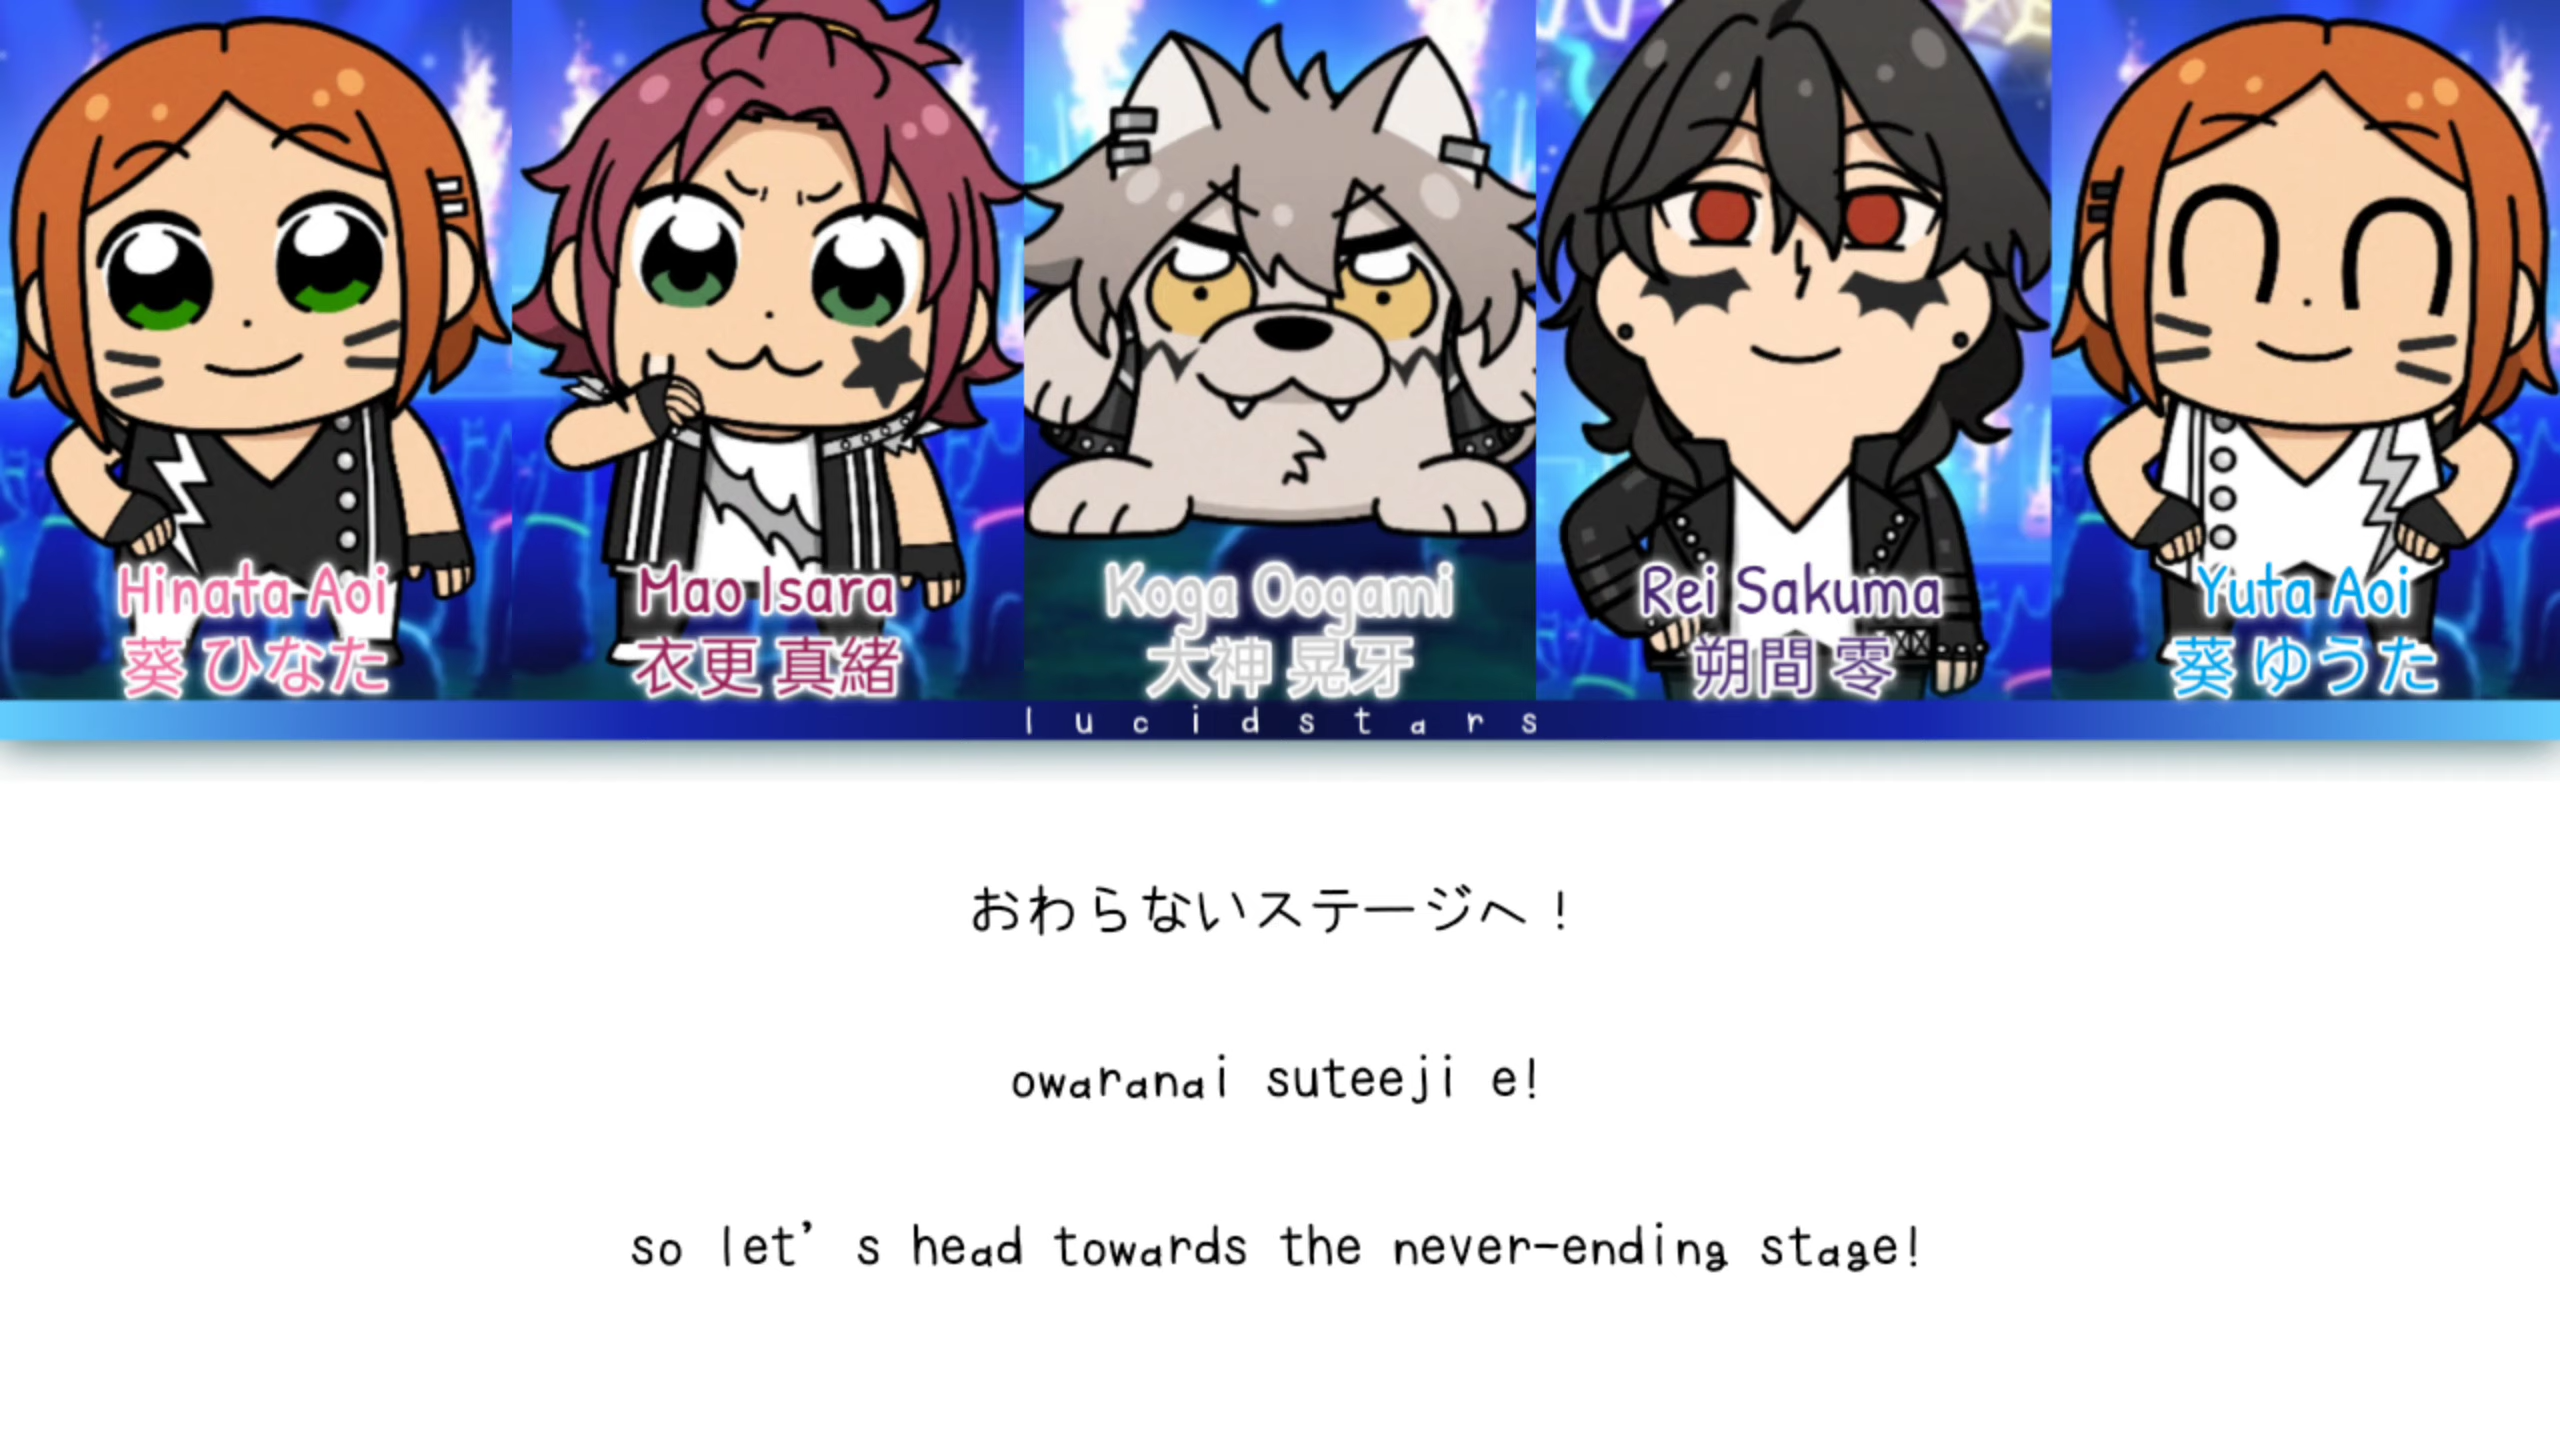 Hinata Aoi
葵 ひなた
Mao Isara
衣更 真緒
Koga Oogami
大神 晃牙
Rei Sakuma
朔間 零
Yuta Aoi
葵 ゆうた
lucidstars
おわらないステージへ！
owaranai suteeji e!
so let’s head towards the never-ending stage!